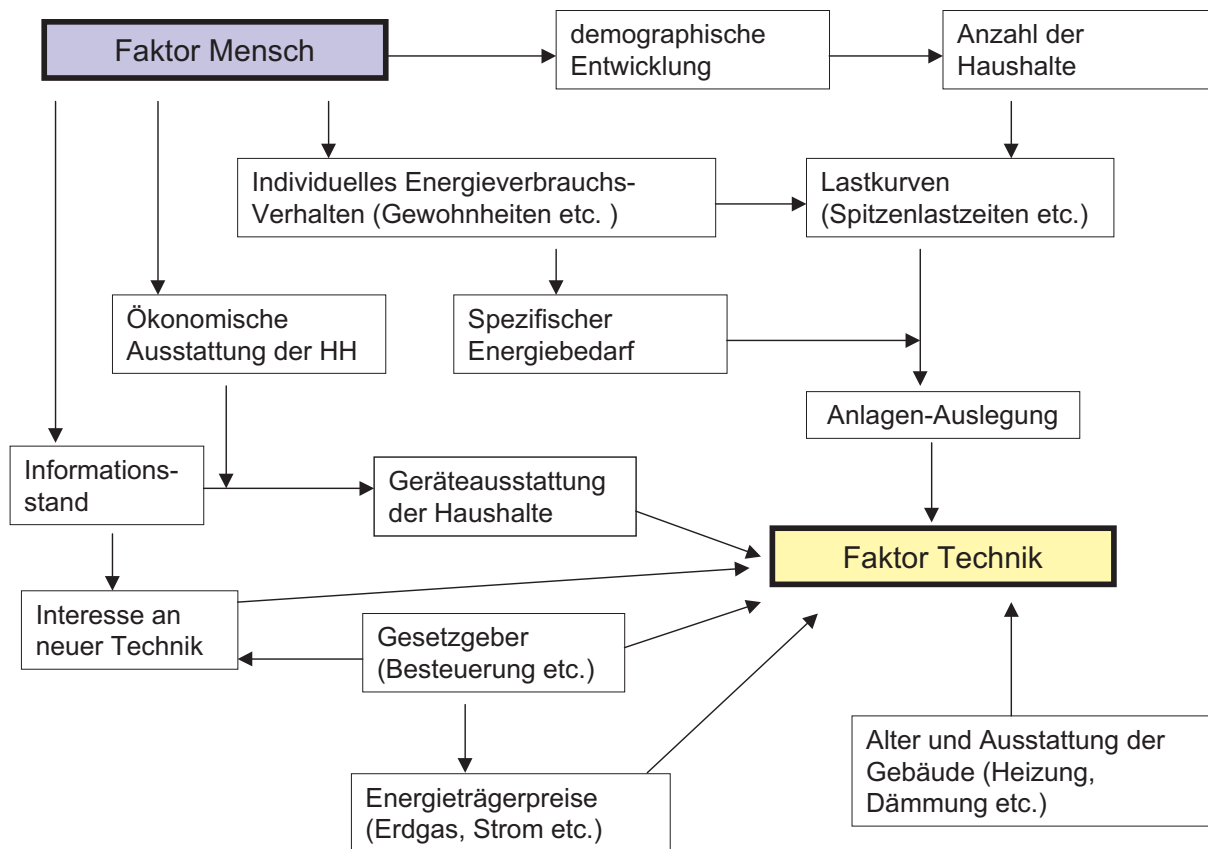 Faktor Mensch
demographische
Entwicklung
Anzahl der
Haushalte
Individuelles Energieverbrauchs-
Verhalten (Gewohnheiten etc. )
Lastkurven
(Spitzenlastzeiten etc.)
Ökonomische
Ausstattung der HH
Spezifischer
Energiebedarf
Anlagen-Auslegung
Informations-
stand
Geräteausstattung
der Haushalte
Faktor Technik
Interesse an
neuer Technik
Gesetzgeber
(Besteuerung etc.)
Alter und Ausstattung der
Gebäude (Heizung,
Dämmung etc.)
Energieträgerpreise
(Erdgas, Strom etc.)